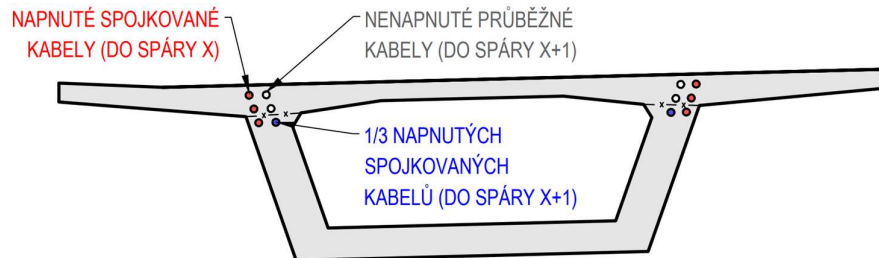 NAPNUTÉ SPOJKOVANÉ
KABELY (DO SPÁRY X)
NENAPNUTÉ PRŮBĚŽNÉ
KABELY (DO SPÁRY X+1)
1/3 NAPNUTÝCH
SPOJKOVANÝCH
KABELŮ (DO SPÁRY X+1)